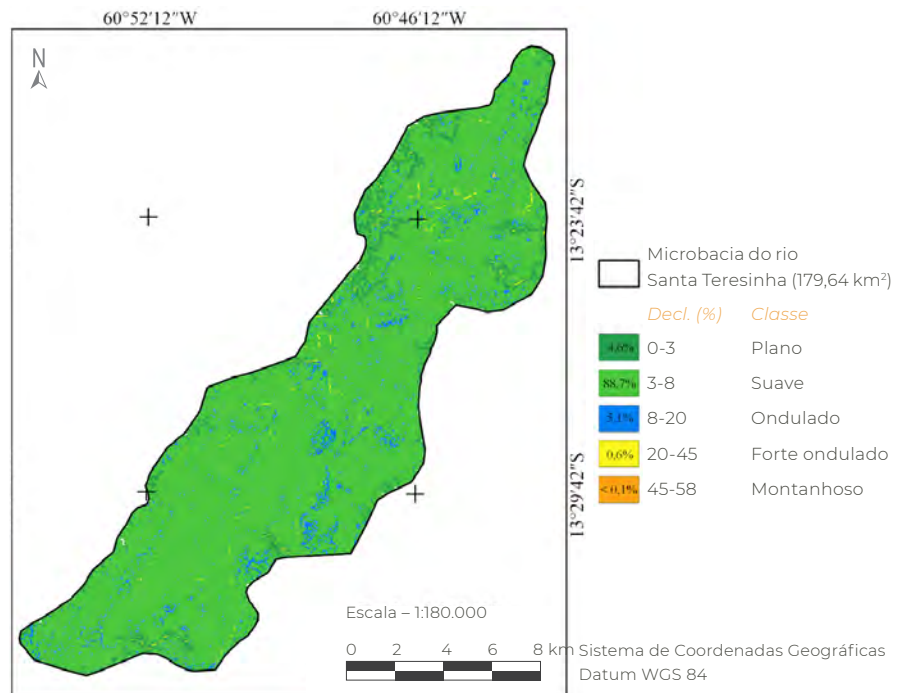 60°52'12"W 60°46'12"W
N
13°23'42"S
13°29'42"S
Microbacia do rio
Santa Teresinha (179,64 km²)
Decl. (%) Classe
4,6% 0-3 Plano
88,7% 3-8 Suave
8-20 Ondulado
0,6% 20-45 Forte ondulado
< 0,1% 45-58 Montanhoso
Escala – 1:180.000
0 2 4 6 8 km
Sistema de Coordenadas Geográficas
Datum WGS 84